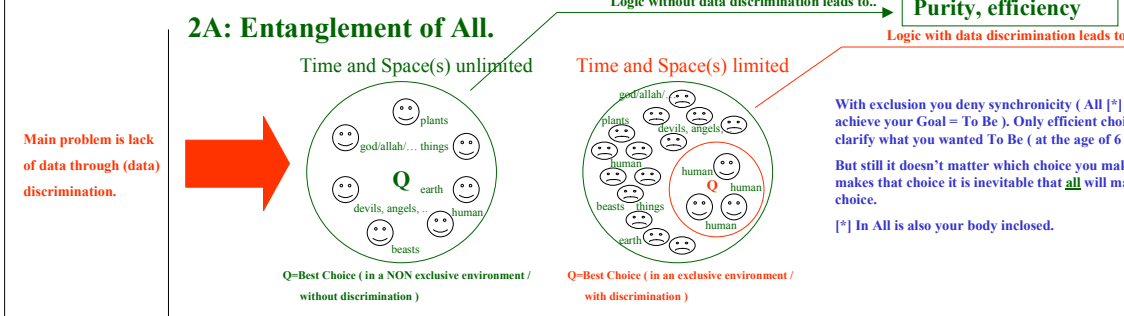 Logic without data discrimination leads to..
Purity, efficiency
2A: Entanglement of All.
Logic with data discrimination leads to
Time and Space(s) unlimited
Time and Space(s) limited
Main problem is lack
of data through (data)
discrimination.
plants
god/allah/… things
Q
earth
devils, angels, ..
human
beasts
god/allah/..
plants
devils, angels,
human
human
Q
human
beasts things
human
earth
Q=Best Choice ( in a NON exclusive environment /
without discrimination )
Q=Best Choice ( in an exclusive environment /
with discrimination )
With exclusion you deny synchronicity ( All [*]
achieve your Goal = To Be ). Only efficient choi
clarify what you wanted To Be ( at the age of 6
But still it doesn’t matter which choice you mak
makes that choice it is inevitable that all will ma
choice.
[*] In All is also your body inclosed.